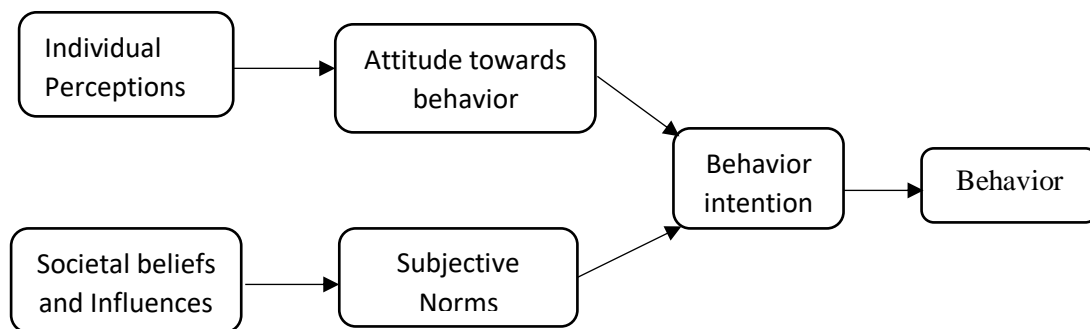 Individual
Perceptions
Attitude towards
behavior
Behavior
intention
Behavior
Societal beliefs
and Influences
Subjective
Norms